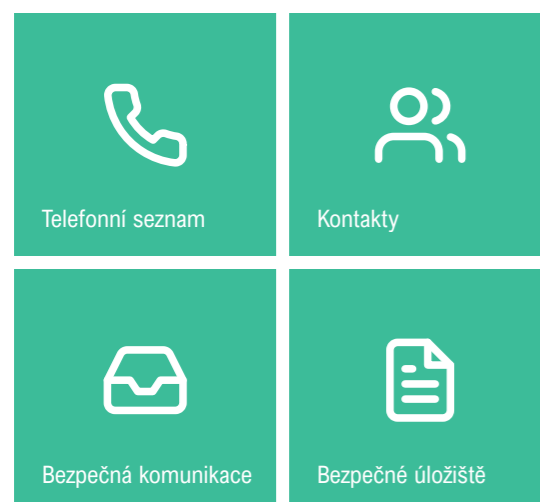 Telefonní seznam
Kontakty
Bezpečná komunikace
Bezpečné úložiště